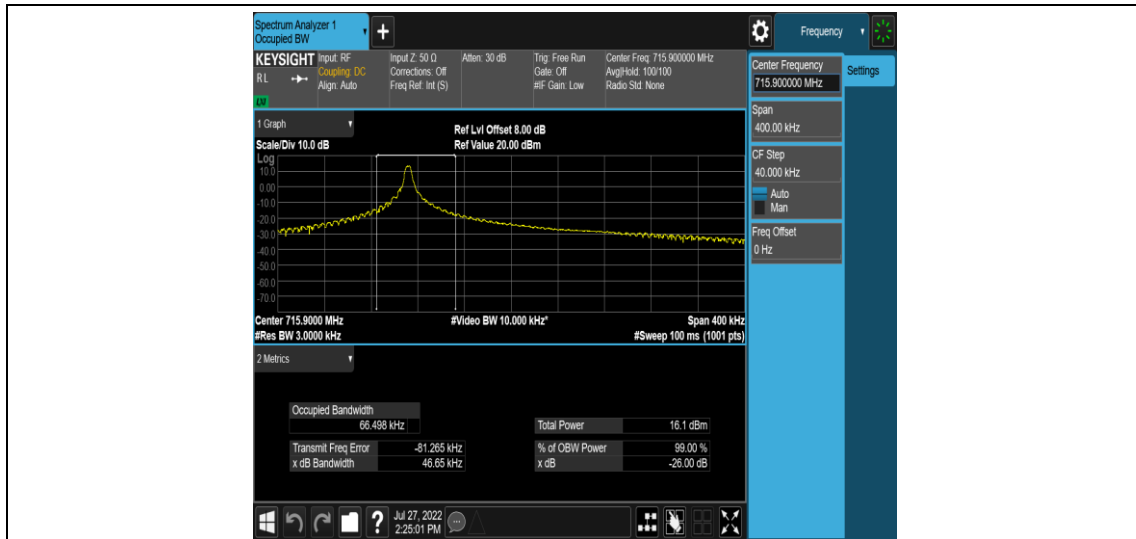 Spectrum Analyzer 1
Occupied BW
+
Frequency
KEYSIGHT
RL
LNI
Input: RF
Coupling: DC
Align: Auto
Input Z: 50 Ω
Corrections: Off
Freq Ref: Int (S)
Atten: 30 dB
Trig: Free Run
Gate: Off
#IF Gain: Low
Center Freq: 715.900000 MHz
Avg|Hold: 100/100
Radio Std: None
Center Frequency
715.900000 MHz
Settings
Span
400.00 kHz
CF Step
40.000 kHz
Auto
Man
Freq Offset
0 Hz
1 Graph
Scale/Div 10.0 dB
Ref Lvl Offset 8.00 dB
Ref Value 20.00 dBm
Log
10.0
0.00
-10.0
-20.0
-30.0
-40.0
-50.0
-60.0
-70.0
Center 715.9000 MHz
#Video BW 10.000 kHz*
Span 400 kHz
#Res BW 3.0000 kHz
#Sweep 100 ms (1001 pts)
2 Metrics
Occupied Bandwidth
66.498 kHz
Total Power 16.1 dBm
Transmit Freq Error -81.265 kHz
% of OBW Power 99.00 %
x dB Bandwidth 46.65 kHz
x dB -26.00 dB
?
Jul 27, 2022
2:25:01 PM